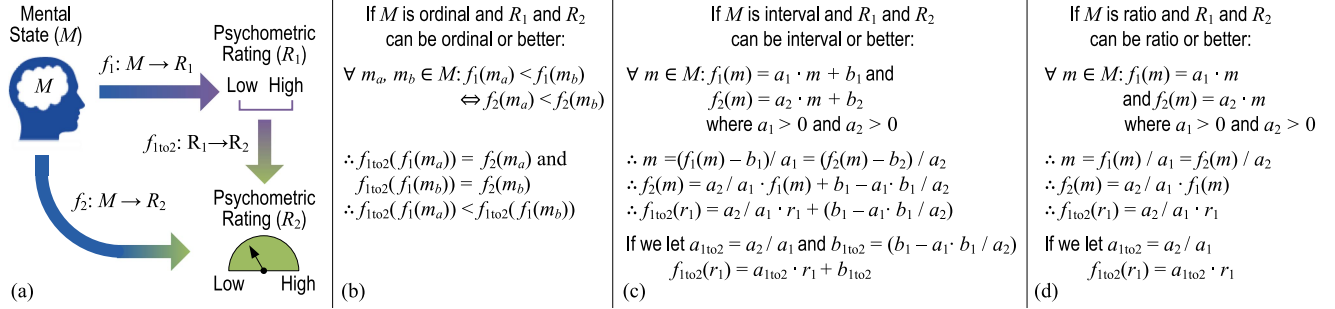 Mental
State (M)
M
f₁: M → R₁
Psychometric
Rating (R₁)
Low High
f₁to₂: R₁→R₂
f₂: M → R₂
Psychometric
Rating (R₂)
Low High
(a)
If M is ordinal and R₁ and R₂
can be ordinal or better:
∀ mₐ, m_b ∈ M: f₁(mₐ) < f₁(m_b)
⇔ f₂(mₐ) < f₂(m_b)
∴ f₁to₂( f₁(mₐ)) = f₂(mₐ) and
f₁to₂( f₁(m_b)) = f₂(m_b)
∴ f₁to₂( f₁(mₐ)) < f₁to₂( f₁(m_b))
(b)
If M is interval and R₁ and R₂
can be interval or better:
∀ m ∈ M: f₁(m) = a₁ · m + b₁ and
f₂(m) = a₂ · m + b₂
where a₁ > 0 and a₂ > 0
∴ m =(f₁(m) – b₁)/ a₁ = (f₂(m) – b₂) / a₂
∴ f₂(m) = a₂ / a₁ · f₁(m) + b₁ – a₁· b₁ / a₂)
∴ f₁to₂(r₁) = a₂ / a₁ · r₁ + (b₁ – a₁· b₁ / a₂)
If we let a₁to₂ = a₂ / a₁ and b₁to₂ = (b₁ – a₁· b₁ / a₂)
f₁to₂(r₁) = a₁to₂ · r₁ + b₁to₂
(c)
If M is ratio and R₁ and R₂
can be ratio or better:
∀ m ∈ M: f₁(m) = a₁ · m
and f₂(m) = a₂ · m
where a₁ > 0 and a₂ > 0
∴ m = f₁(m) / a₁ = f₂(m) / a₂
∴ f₂(m) = a₂ / a₁ · f₁(m)
∴ f₁to₂(r₁) = a₂ / a₁ · r₁
If we let a₁to₂ = a₂ / a₁
f₁to₂(r₁) = a₁to₂ · r₁
(d)